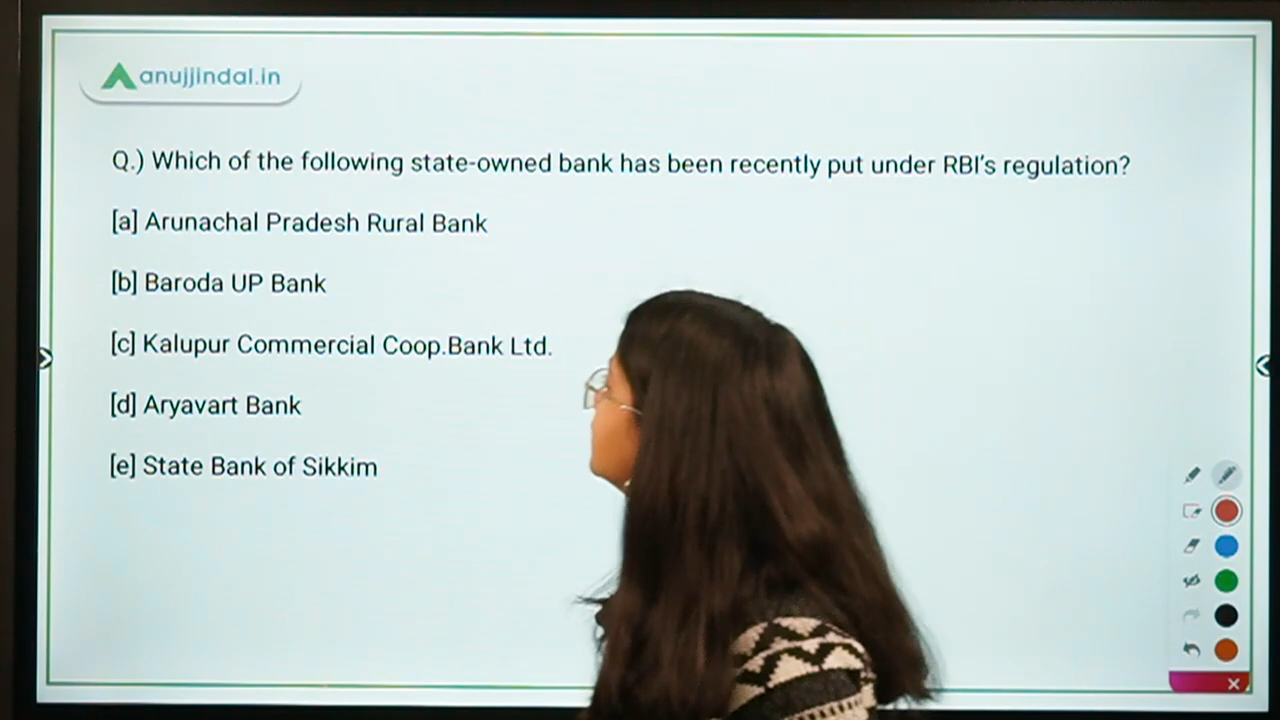 anujjindal.in
Q.) Which of the following state-owned bank has been recently put under RBI's regulation?
[a] Arunachal Pradesh Rural Bank
[b] Baroda UP Bank
[c] Kalupur Commercial Coop.Bank Ltd.
[d] Aryavart Bank
[e] State Bank of Sikkim